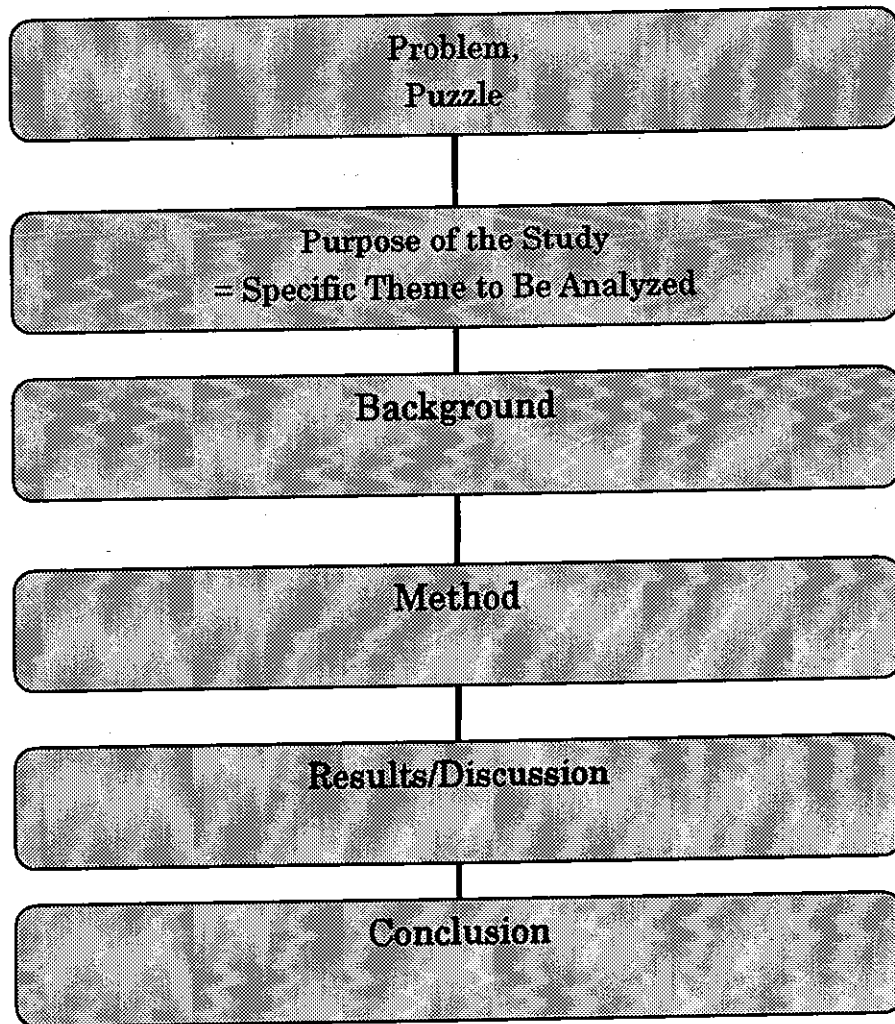 Problem,
Puzzle
Purpose of the Study
= Specific Theme to Be Analyzed
Background
Method
Results/Discussion
Conclusion